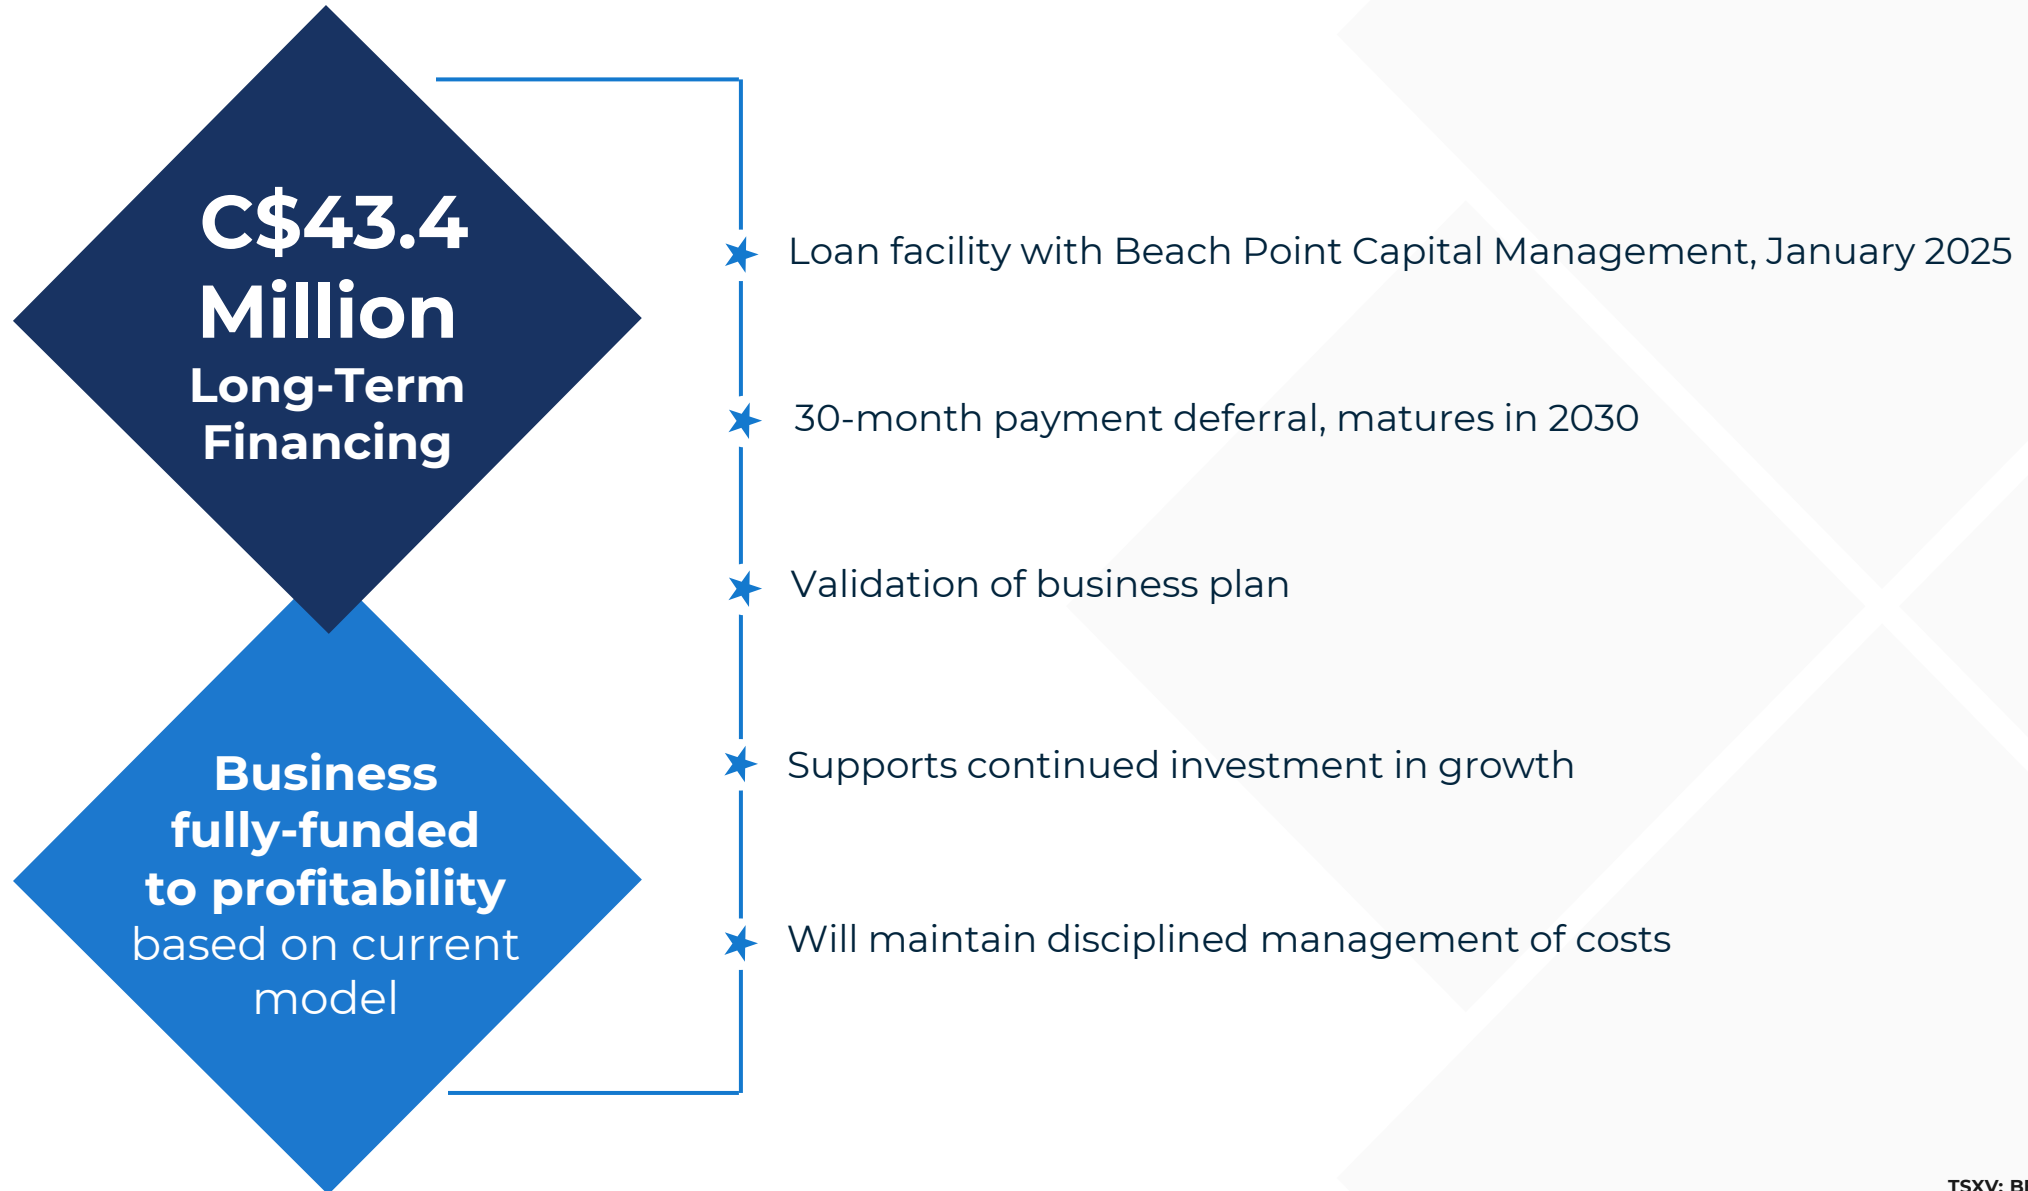 C$43.4
Million
Long-Term
Financing
Business
fully-funded
to profitability
based on current
model
Loan facility with Beach Point Capital Management, January 2025
30-month payment deferral, matures in 2030
Validation of business plan
Supports continued investment in growth
Will maintain disciplined management of costs
TSXV: